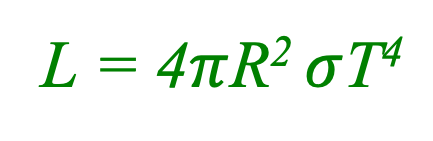 L = 4πR² σT⁴